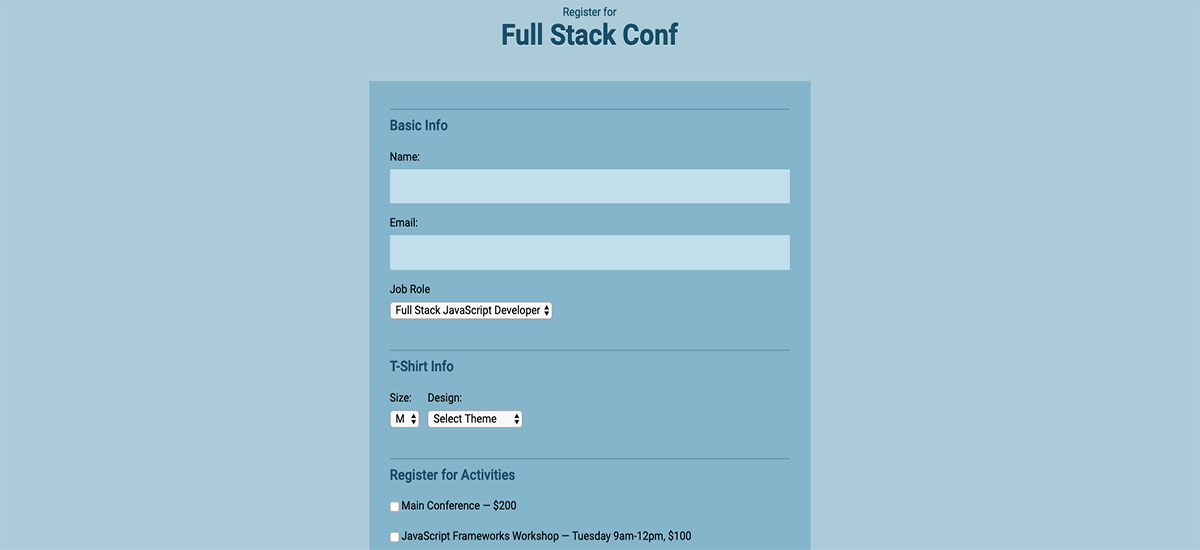 Register for
Full Stack Conf
Basic Info
Name:
Email:
Job Role
Full Stack JavaScript Developer
T-Shirt Info
Size: Design:
M Select Theme
Register for Activities
Main Conference — $200
JavaScript Frameworks Workshop — Tuesday 9am-12pm, $100